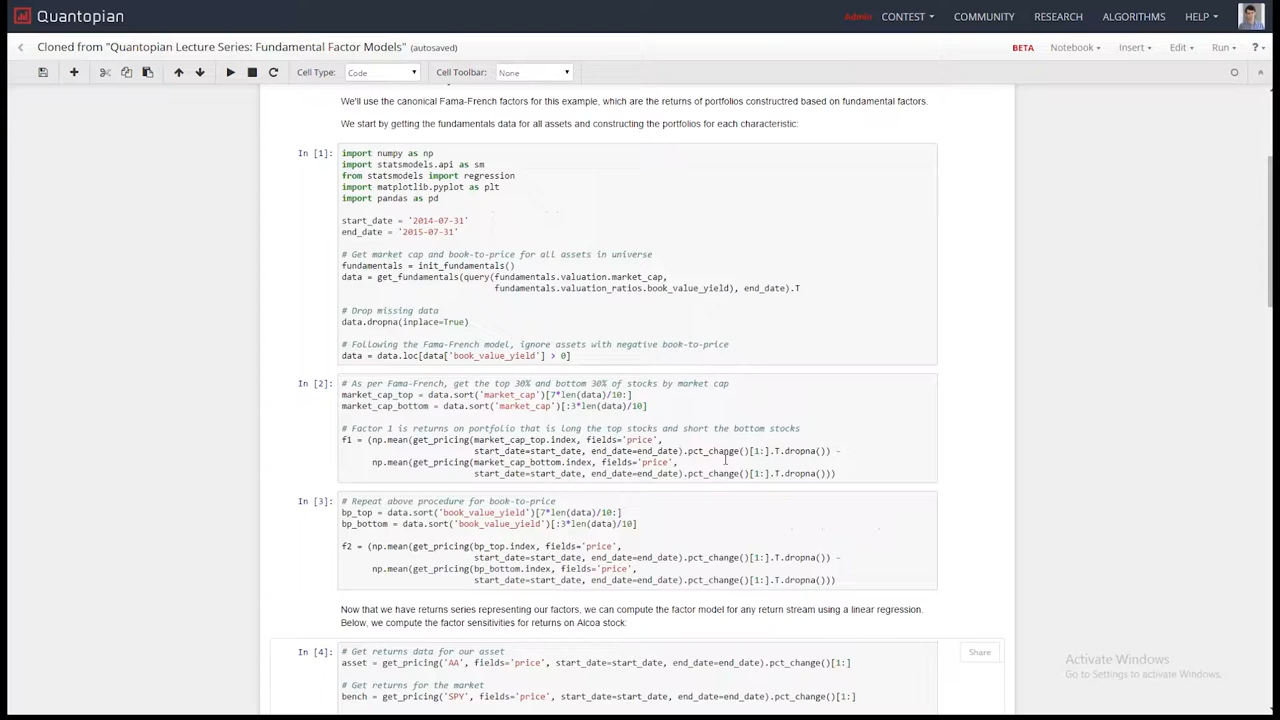 Quantopian
Admin CONTEST COMMUNITY RESEARCH ALGORITHMS HELP
Cloned from "Quantopian Lecture Series: Fundamental Factor Models" (autosaved)
BETA Notebook Insert Edit Run ?
Cell Type: Code Cell Toolbar: None
We'll use the canonical Fama-French factors for this example, which are the returns of portfolios constructred based on fundamental factors.
We start by getting the fundamentals data for all assets and constructing the portfolios for each characteristic:
In [1]: import numpy as np
import statsmodels.api as sm
from statsmodels import regression
import matplotlib.pyplot as plt
import pandas as pd
start_date = '2014-07-31'
end_date = '2015-07-31'
# Get market cap and book-to-price for all assets in universe
fundamentals = init_fundamentals()
data = get_fundamentals(query(fundamentals.valuation.market_cap,
fundamentals.valuation_ratios.book_value_yield), end_date).T
# Drop missing data
data.dropna(inplace=True)
# Following the Fama-French model, ignore assets with negative book-to-price
data = data.loc[data['book_value_yield'] > 0]
In [2]: # As per Fama-French, get the top 30% and bottom 30% of stocks by market cap
market_cap_top = data.sort('market_cap')[7*len(data)/10:]
market_cap_bottom = data.sort('market_cap')[:3*len(data)/10]
# Factor 1 is returns on portfolio that is long the top stocks and short the bottom stocks
f1 = (np.mean(get_pricing(market_cap_top.index, fields='price',
start_date=start_date, end_date=end_date).pct_change()[1:].T.dropna()) -
np.mean(get_pricing(market_cap_bottom.index, fields='price',
start_date=start_date, end_date=end_date).pct_change()[1:].T.dropna()))
In [3]: # Repeat above procedure for book-to-price
bp_top = data.sort('book_value_yield')[7*len(data)/10:]
bp_bottom = data.sort('book_value_yield')[:3*len(data)/10]
f2 = (np.mean(get_pricing(bp_top.index, fields='price',
start_date=start_date, end_date=end_date).pct_change()[1:].T.dropna()) -
np.mean(get_pricing(bp_bottom.index, fields='price',
start_date=start_date, end_date=end_date).pct_change()[1:].T.dropna()))
Now that we have returns series representing our factors, we can compute the factor model for any return stream using a linear regression.
Below, we compute the factor sensitivities for returns on Alcoa stock:
In [4]: # Get returns data for our asset
Share
asset = get_pricing('AA', fields='price', start_date=start_date, end_date=end_date).pct_change()[1:]
# Get returns for the market
bench = get_pricing('SPY', fields='price', start_date=start_date, end_date=end_date).pct_change()[1:]
Activate Windows
Go to Settings to activate Windows.